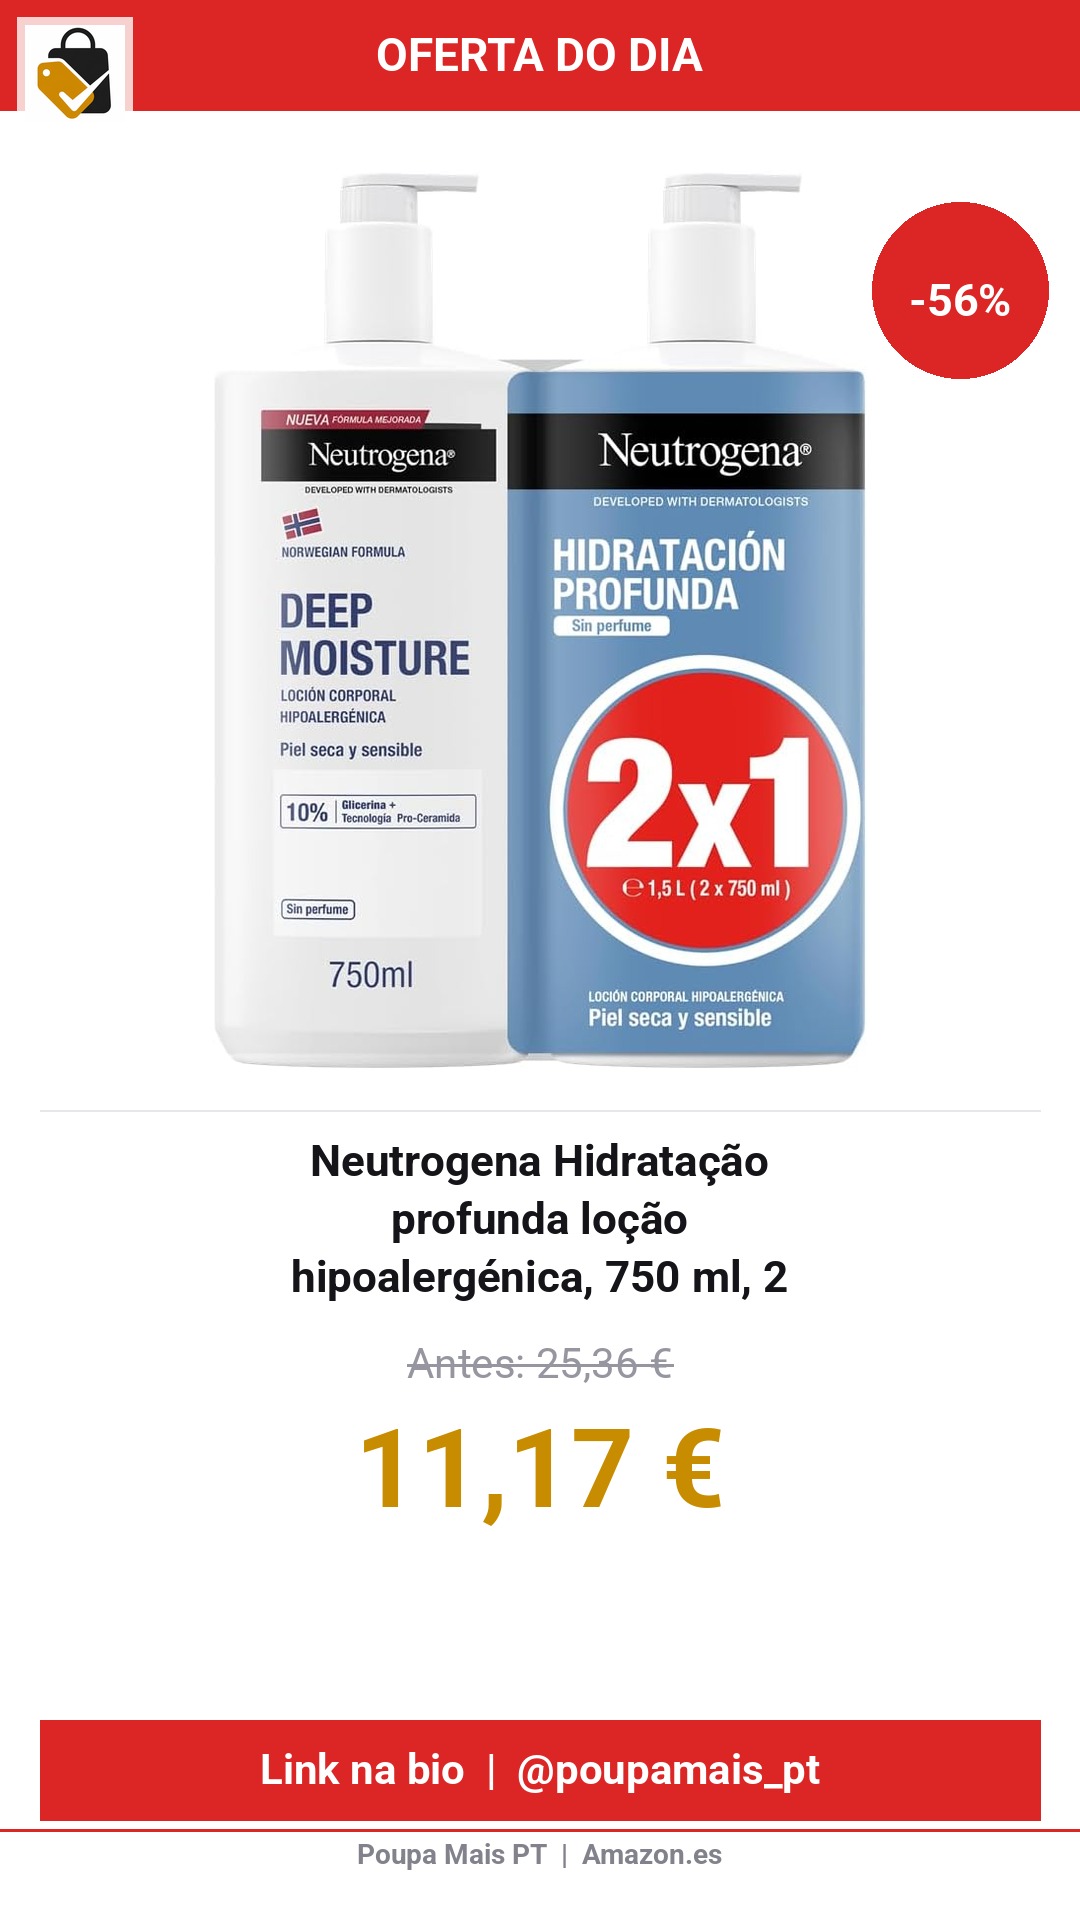 OFERTA DO DIA
-56%
NUEVA FÓRMULA MEJORADA
Neutrogena®
DEVELOPED WITH DERMATOLOGISTS
NORWEGIAN FORMULA
DEEP
MOISTURE
LOCIÓN CORPORAL
HIPOALERGÉNICA
Piel seca y sensible
10% Glicerina +
Tecnología Pro-Ceramida
Sin perfume
750ml
Neutrogena®
DEVELOPED WITH DERMATOLOGISTS
HIDRATACIÓN
PROFUNDA
Sin perfume
2x1
℮ 1,5 L ( 2 x 750 ml )
LOCIÓN CORPORAL HIPOALERGÉNICA
Piel seca y sensible
Neutrogena Hidratação
profunda loção
hipoalergénica, 750 ml, 2
Antes: 25,36 €
11,17 €
Link na bio | @poupamais_pt
Poupa Mais PT | Amazon.es